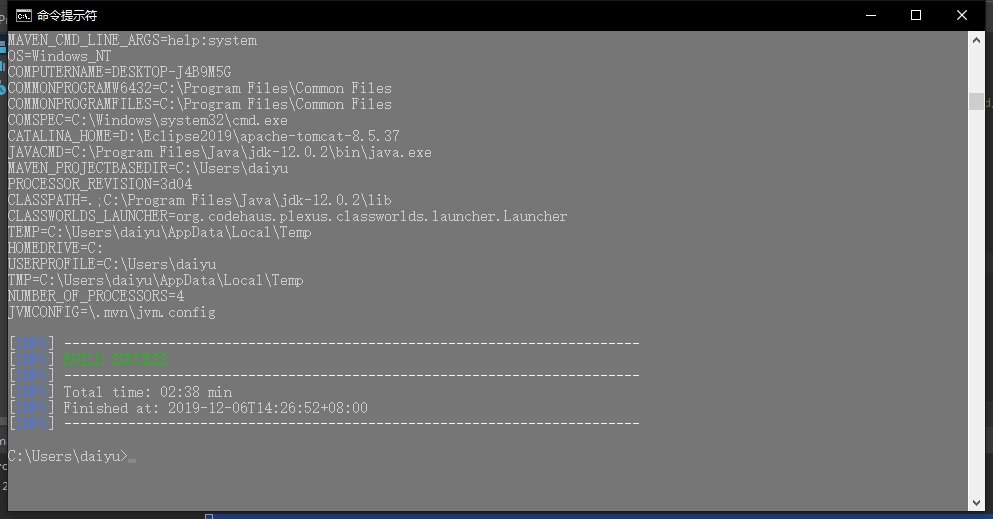 命令提示符
MAVEN_CMD_LINE_ARGS=help:system
OS=Windows_NT
COMPUTERNAME=DESKTOP-J4B9M5G
COMMONPROGRAMW6432=C:\Program Files\Common Files
COMMONPROGRAMFILES=C:\Program Files\Common Files
COMSPEC=C:\Windows\system32\cmd.exe
CATALINA_HOME=D:\Eclipse2019\apache-tomcat-8.5.37
JAVACMD=C:\Program Files\Java\jdk-12.0.2\bin\java.exe
MAVEN_PROJECTBASEDIR=C:\Users\daiyu
PROCESSOR_REVISION=3d04
CLASSPATH=.;C:\Program Files\Java\jdk-12.0.2\lib
CLASSWORLDS_LAUNCHER=org.codehaus.plexus.classworlds.launcher.Launcher
TEMP=C:\Users\daiyu\AppData\Local\Temp
HOMEDRIVE=C:
USERPROFILE=C:\Users\daiyu
TMP=C:\Users\daiyu\AppData\Local\Temp
NUMBER_OF_PROCESSORS=4
JVMCONFIG=\.mvn\jvm.config
[INFO] ------------------------------------------------------------------------
[INFO] BUILD SUCCESS
[INFO] ------------------------------------------------------------------------
[INFO] Total time: 02:38 min
[INFO] Finished at: 2019-12-06T14:26:52+08:00
[INFO] ------------------------------------------------------------------------
C:\Users\daiyu>_